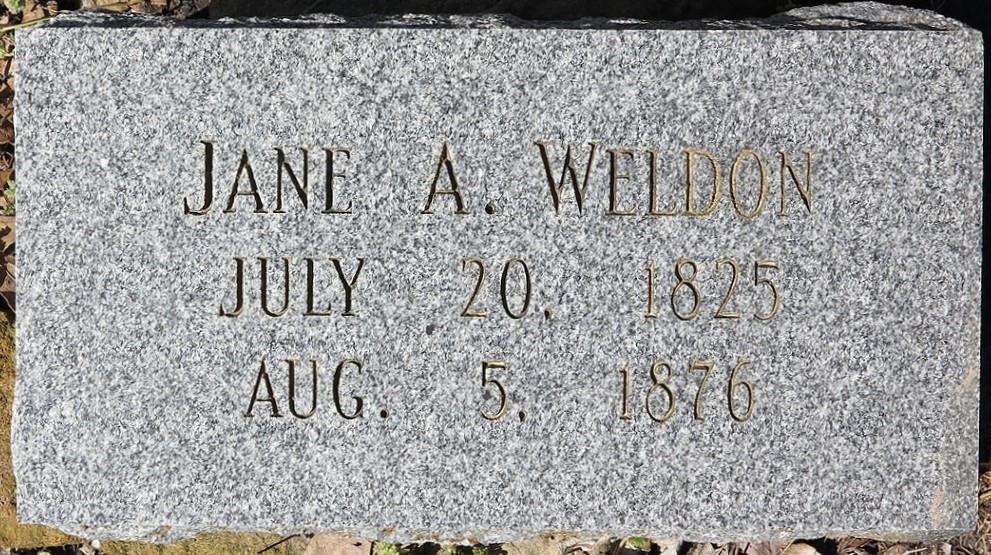 JANE A. WELDON
JULY 20, 1825
AUG. 5, 1876